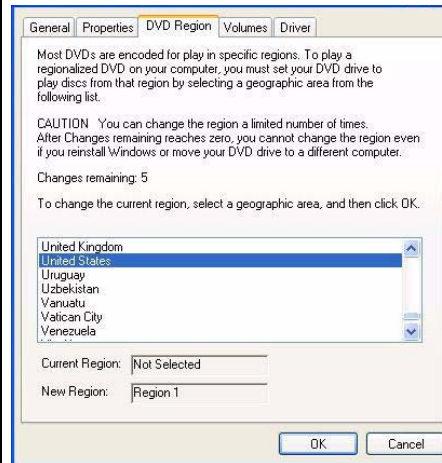 General Properties DVD Region Volumes Driver
Most DVDs are encoded for play in specific regions. To play a
regionalized DVD on your computer, you must set your DVD drive to
play discs from that region by selecting a geographic area from the
following list.
CAUTION You can change the region a limited number of times.
After Changes remaining reaches zero, you cannot change the region even
if you reinstall Windows or move your DVD drive to a different computer.
Changes remaining: 5
To change the current region, select a geographic area, and then click OK.
United Kingdom
United States
Uruguay
Uzbekistan
Vanuatu
Vatican City
Venezuela
Current Region: Not Selected
New Region: Region 1
OK Cancel